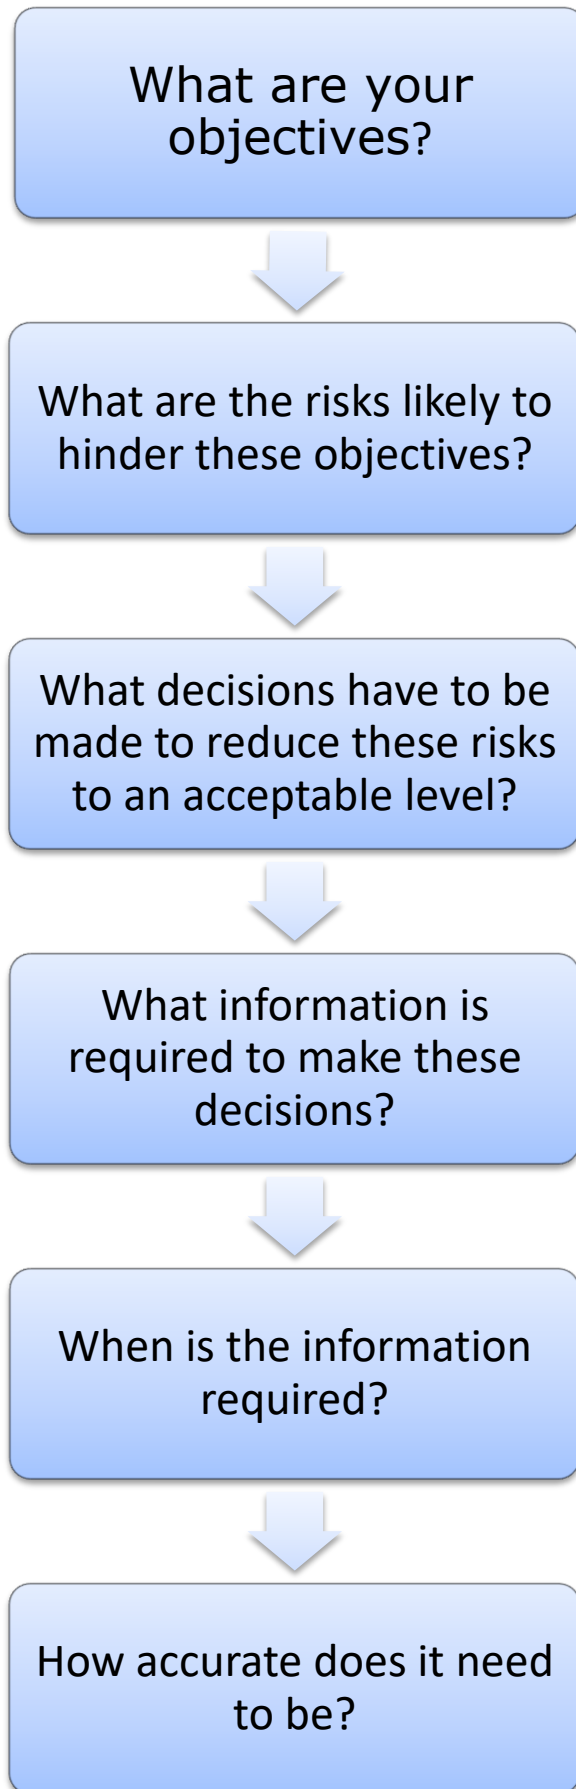 What are your
objectives?
What are the risks likely to
hinder these objectives?
What decisions have to be
made to reduce these risks
to an acceptable level?
What information is
required to make these
decisions?
When is the information
required?
How accurate does it need
to be?